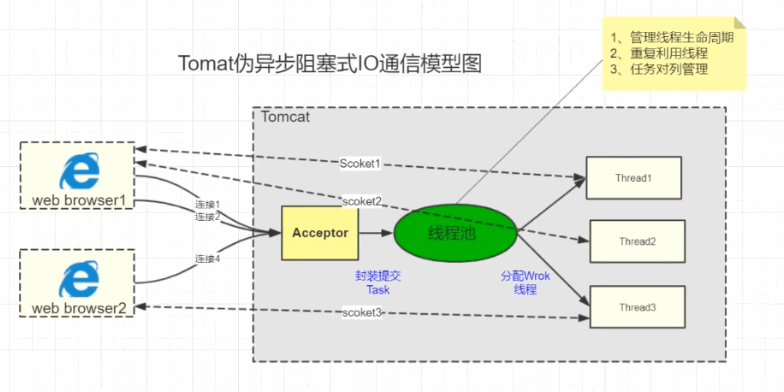 Tomat伪异步阻塞式IO通信模型图
1、管理线程生命周期
2、重复利用线程
3、任务对列管理
Tomcat
web browser1
web browser2
连接1
连接2
连接4
Scoket1
scoket2
scoket3
Acceptor
封装提交
Task
线程池
分配Wrok
线程
Thread1
Thread2
Thread3